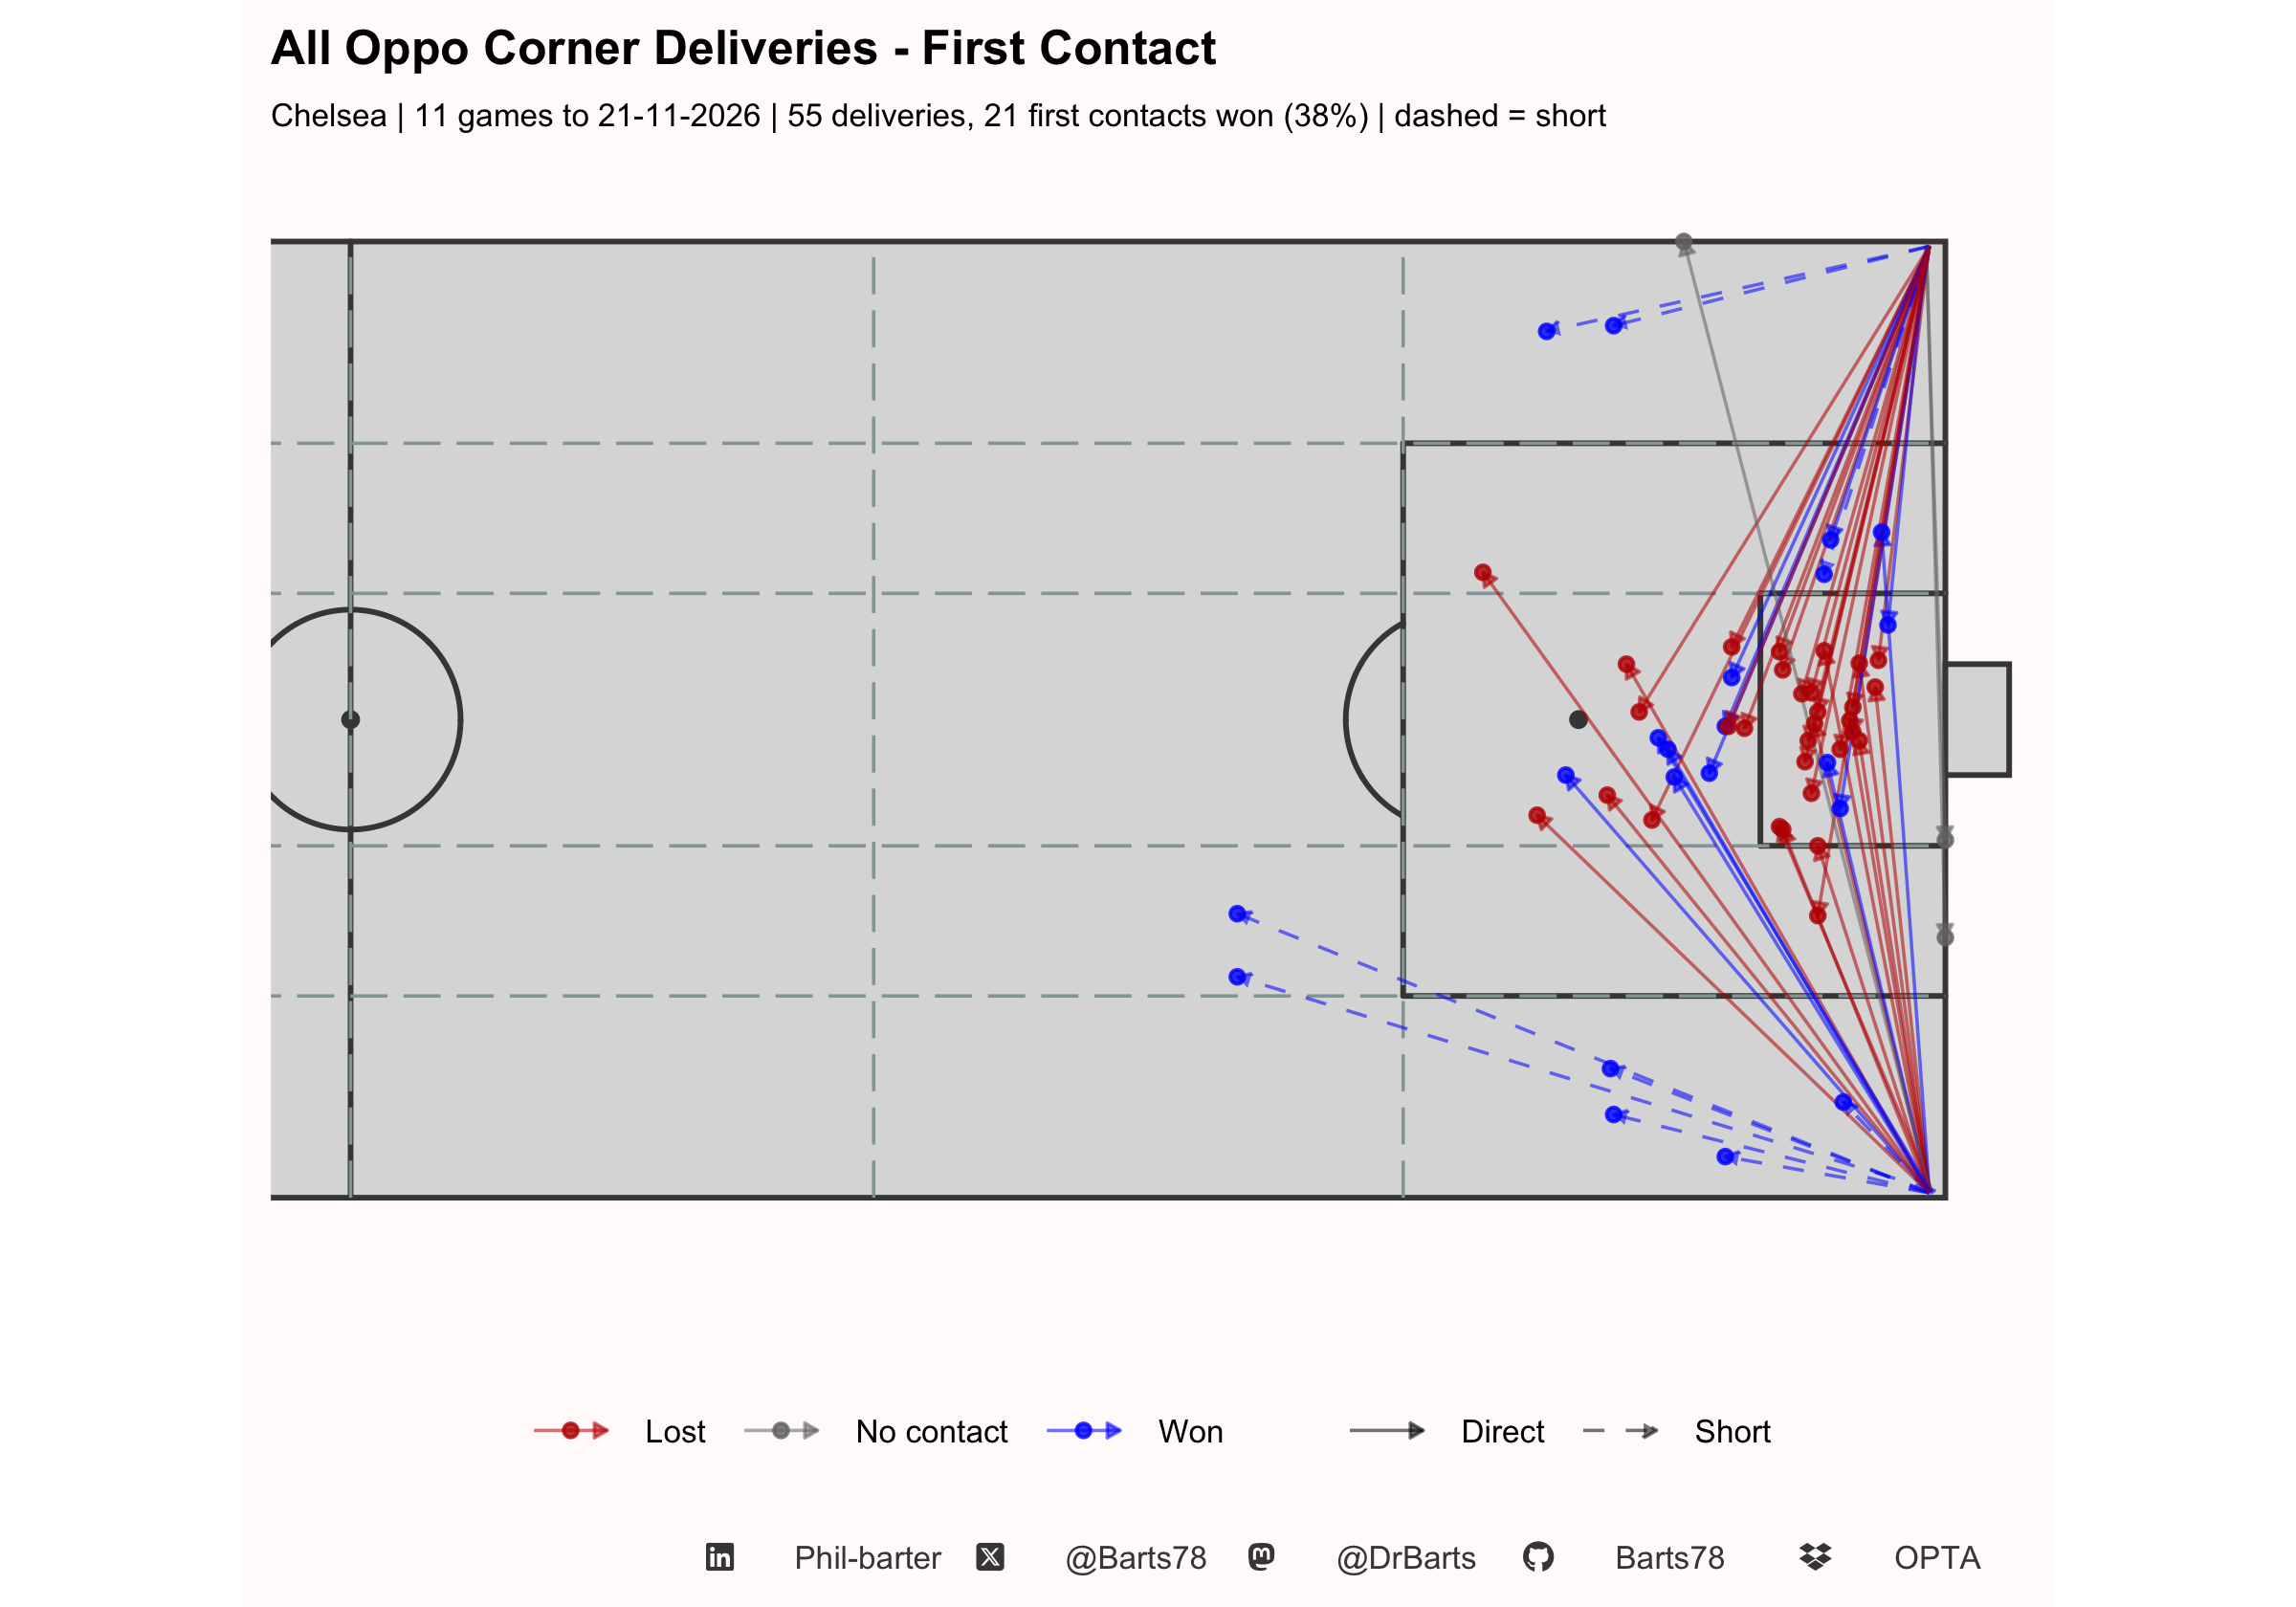 All Oppo Corner Deliveries - First Contact
Chelsea | 11 games to 21-11-2026 | 55 deliveries, 21 first contacts won (38%) | dashed = short
Lost No contact Won Direct Short
Phil-barter @Barts78 @DrBarts Barts78 OPTA